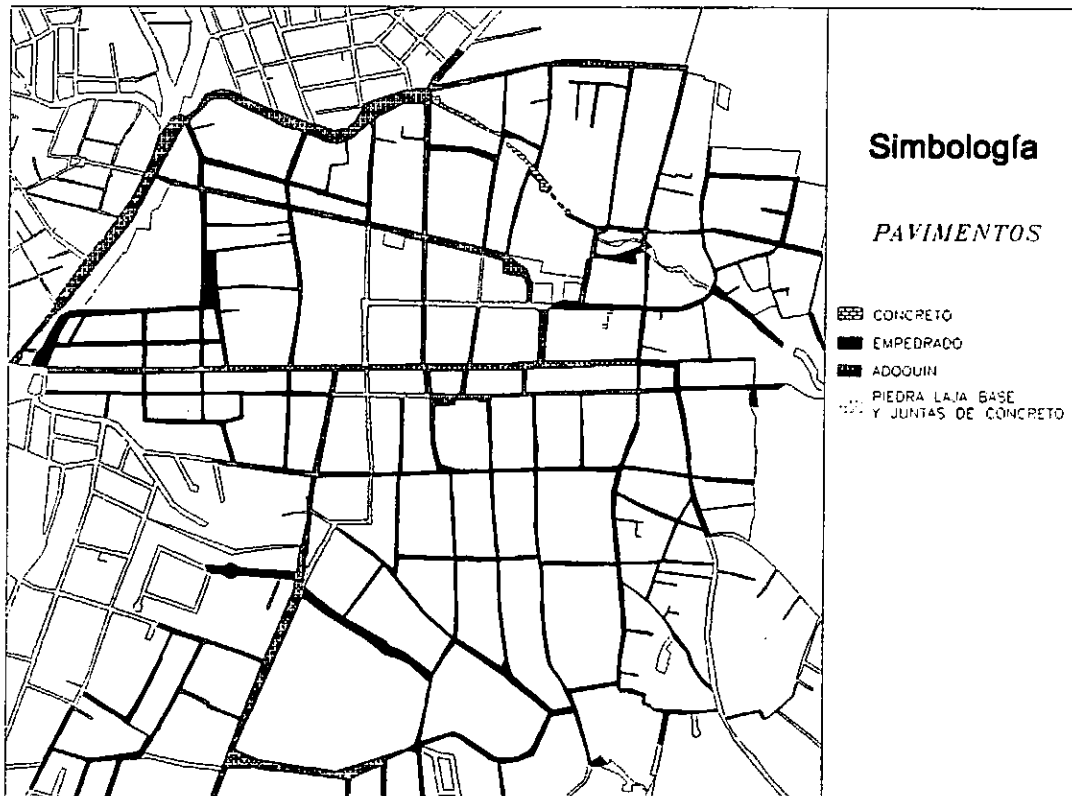 Simbología
PAVIMENTOS
CONCRETO
EMPEDRADO
ADOQUIN
PIEDRA LAJA BASE
Y JUNTAS DE CONCRETO